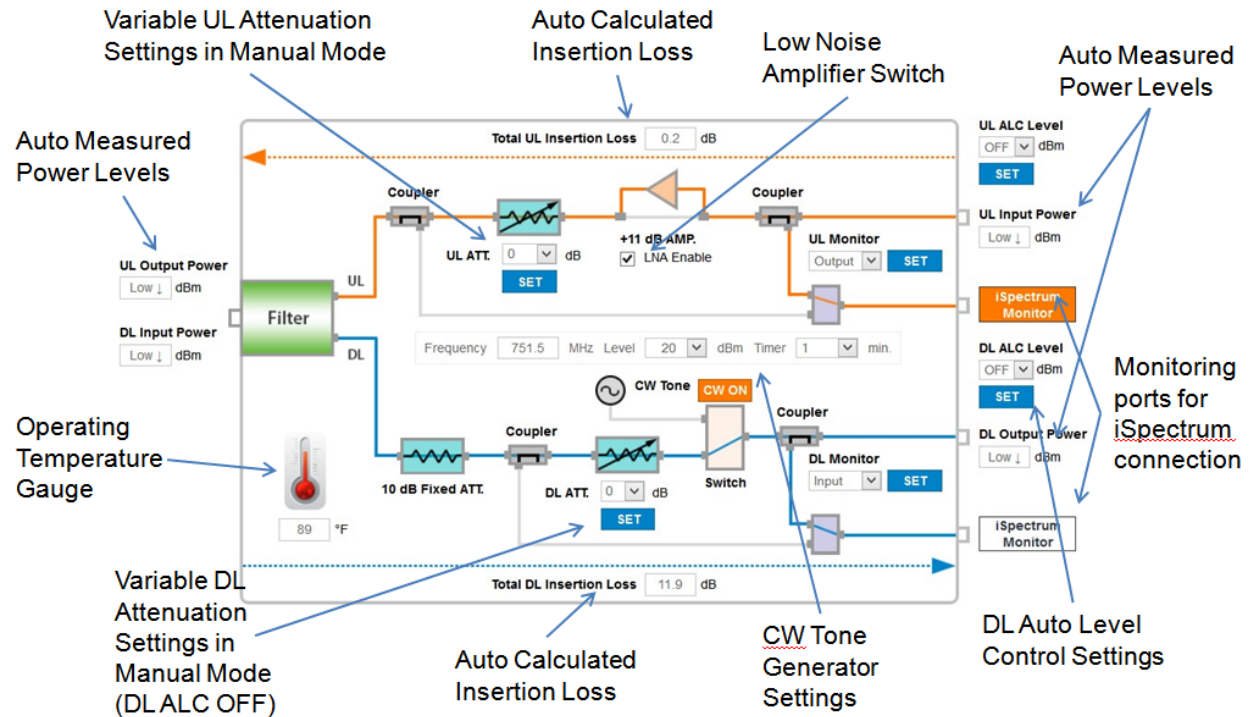 Variable UL Attenuation
Settings in Manual Mode
Auto Calculated
Insertion Loss
Low Noise
Amplifier Switch
Auto Measured
Power Levels
Auto Measured
Power Levels
Total UL Insertion Loss 0.2 dB
UL ALC Level
OFF dBm
SET
Coupler
Coupler
UL Input Power
Low ↓ dBm
+11 dB AMP.
LNA Enable
UL ATT. 0 dB
SET
UL Monitor
Output SET
UL Output Power
Low ↓ dBm
UL
Filter
DL
DL Input Power
Low ↓ dBm
iSpectrum
Monitor
Frequency 751.5 MHz Level 20 dBm Timer 1 min.
DL ALC Level
OFF dBm
SET
CW Tone CW ON
Coupler
Coupler
Monitoring
ports for
iSpectrum
connection
Operating
Temperature
Gauge
DL Output Power
Low ↓ dBm
10 dB Fixed ATT.
DL ATT. 0 dB
SET
Switch
DL Monitor
Input SET
89 °F
iSpectrum
Monitor
Total DL Insertion Loss 11.9 dB
Variable DL
Attenuation
Settings in
Manual Mode
(DL ALC OFF)
Auto Calculated
Insertion Loss
CW Tone
Generator
Settings
DL Auto Level
Control Settings